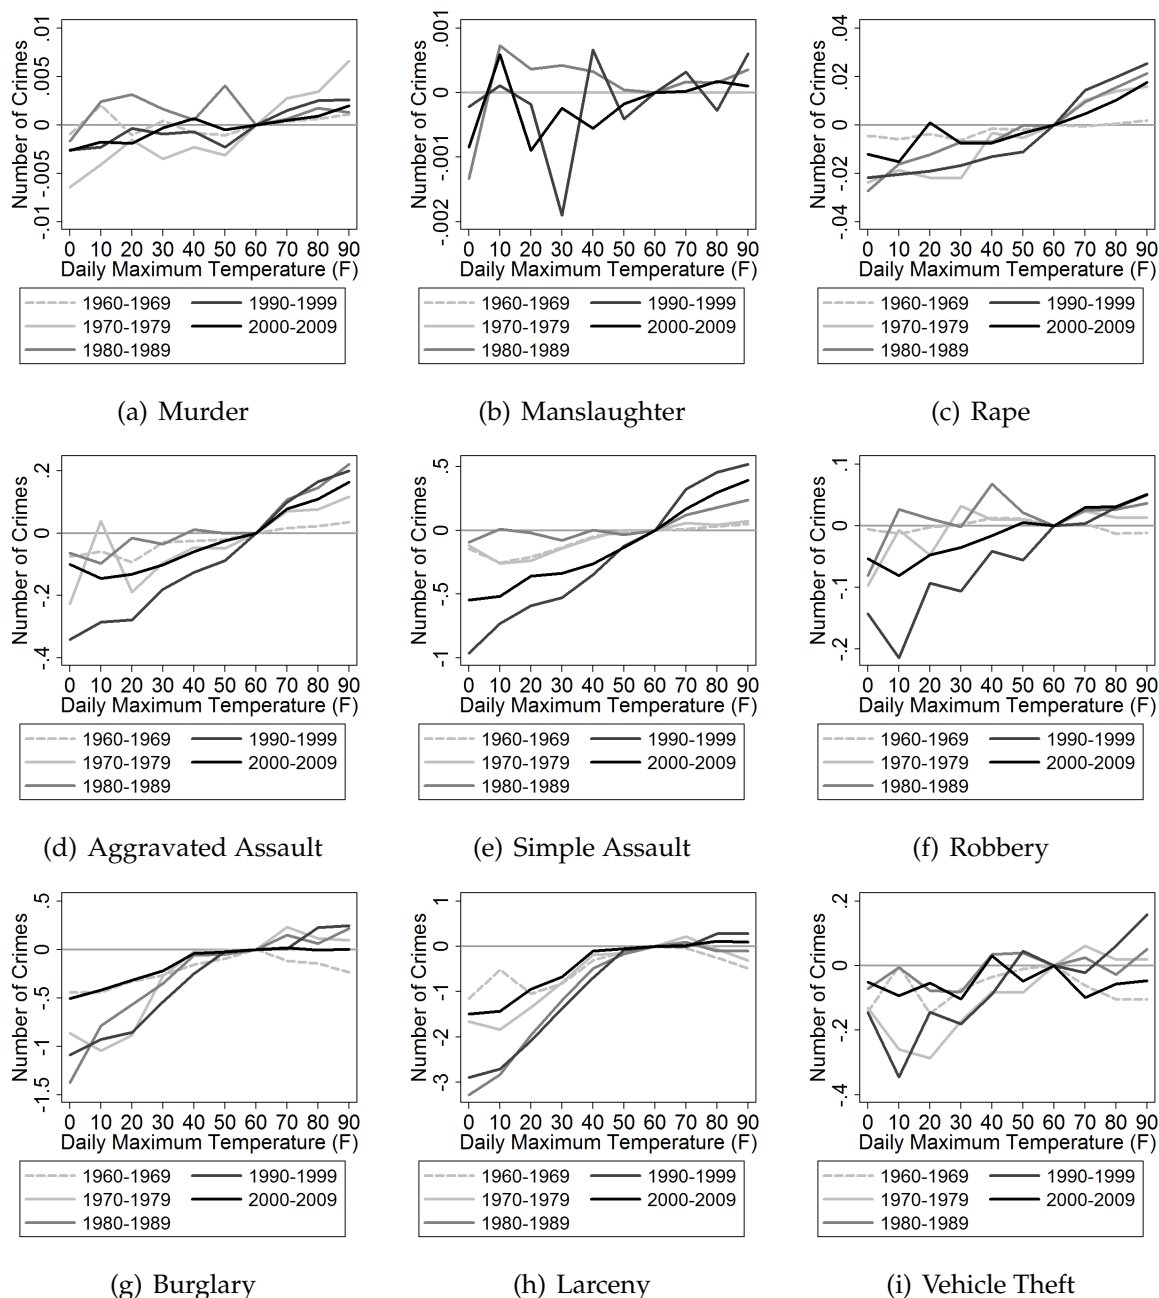 Number of Crimes
.01
.005
0
-.005
-.01
0 10 20 30 40 50 60 70 80 90
Daily Maximum Temperature (F)
1960-1969 1990-1999
1970-1979 2000-2009
1980-1989
(a) Murder
Number of Crimes
.001
0
-.001
-.002
0 10 20 30 40 50 60 70 80 90
Daily Maximum Temperature (F)
1960-1969 1990-1999
1970-1979 2000-2009
1980-1989
(b) Manslaughter
Number of Crimes
.04
.02
0
-.02
-.04
0 10 20 30 40 50 60 70 80 90
Daily Maximum Temperature (F)
1960-1969 1990-1999
1970-1979 2000-2009
1980-1989
(c) Rape
Number of Crimes
.2
0
-.2
-.4
0 10 20 30 40 50 60 70 80 90
Daily Maximum Temperature (F)
1960-1969 1990-1999
1970-1979 2000-2009
1980-1989
(d) Aggravated Assault
Number of Crimes
.5
0
-.5
-1
0 10 20 30 40 50 60 70 80 90
Daily Maximum Temperature (F)
1960-1969 1990-1999
1970-1979 2000-2009
1980-1989
(e) Simple Assault
Number of Crimes
.1
0
-.1
-.2
0 10 20 30 40 50 60 70 80 90
Daily Maximum Temperature (F)
1960-1969 1990-1999
1970-1979 2000-2009
1980-1989
(f) Robbery
Number of Crimes
.5
0
-.5
-1
-1.5
0 10 20 30 40 50 60 70 80 90
Daily Maximum Temperature (F)
1960-1969 1990-1999
1970-1979 2000-2009
1980-1989
(g) Burglary
Number of Crimes
1
0
-1
-2
-3
0 10 20 30 40 50 60 70 80 90
Daily Maximum Temperature (F)
1960-1969 1990-1999
1970-1979 2000-2009
1980-1989
(h) Larceny
Number of Crimes
.2
0
-.2
-.4
0 10 20 30 40 50 60 70 80 90
Daily Maximum Temperature (F)
1960-1969 1990-1999
1970-1979 2000-2009
1980-1989
(i) Vehicle Theft